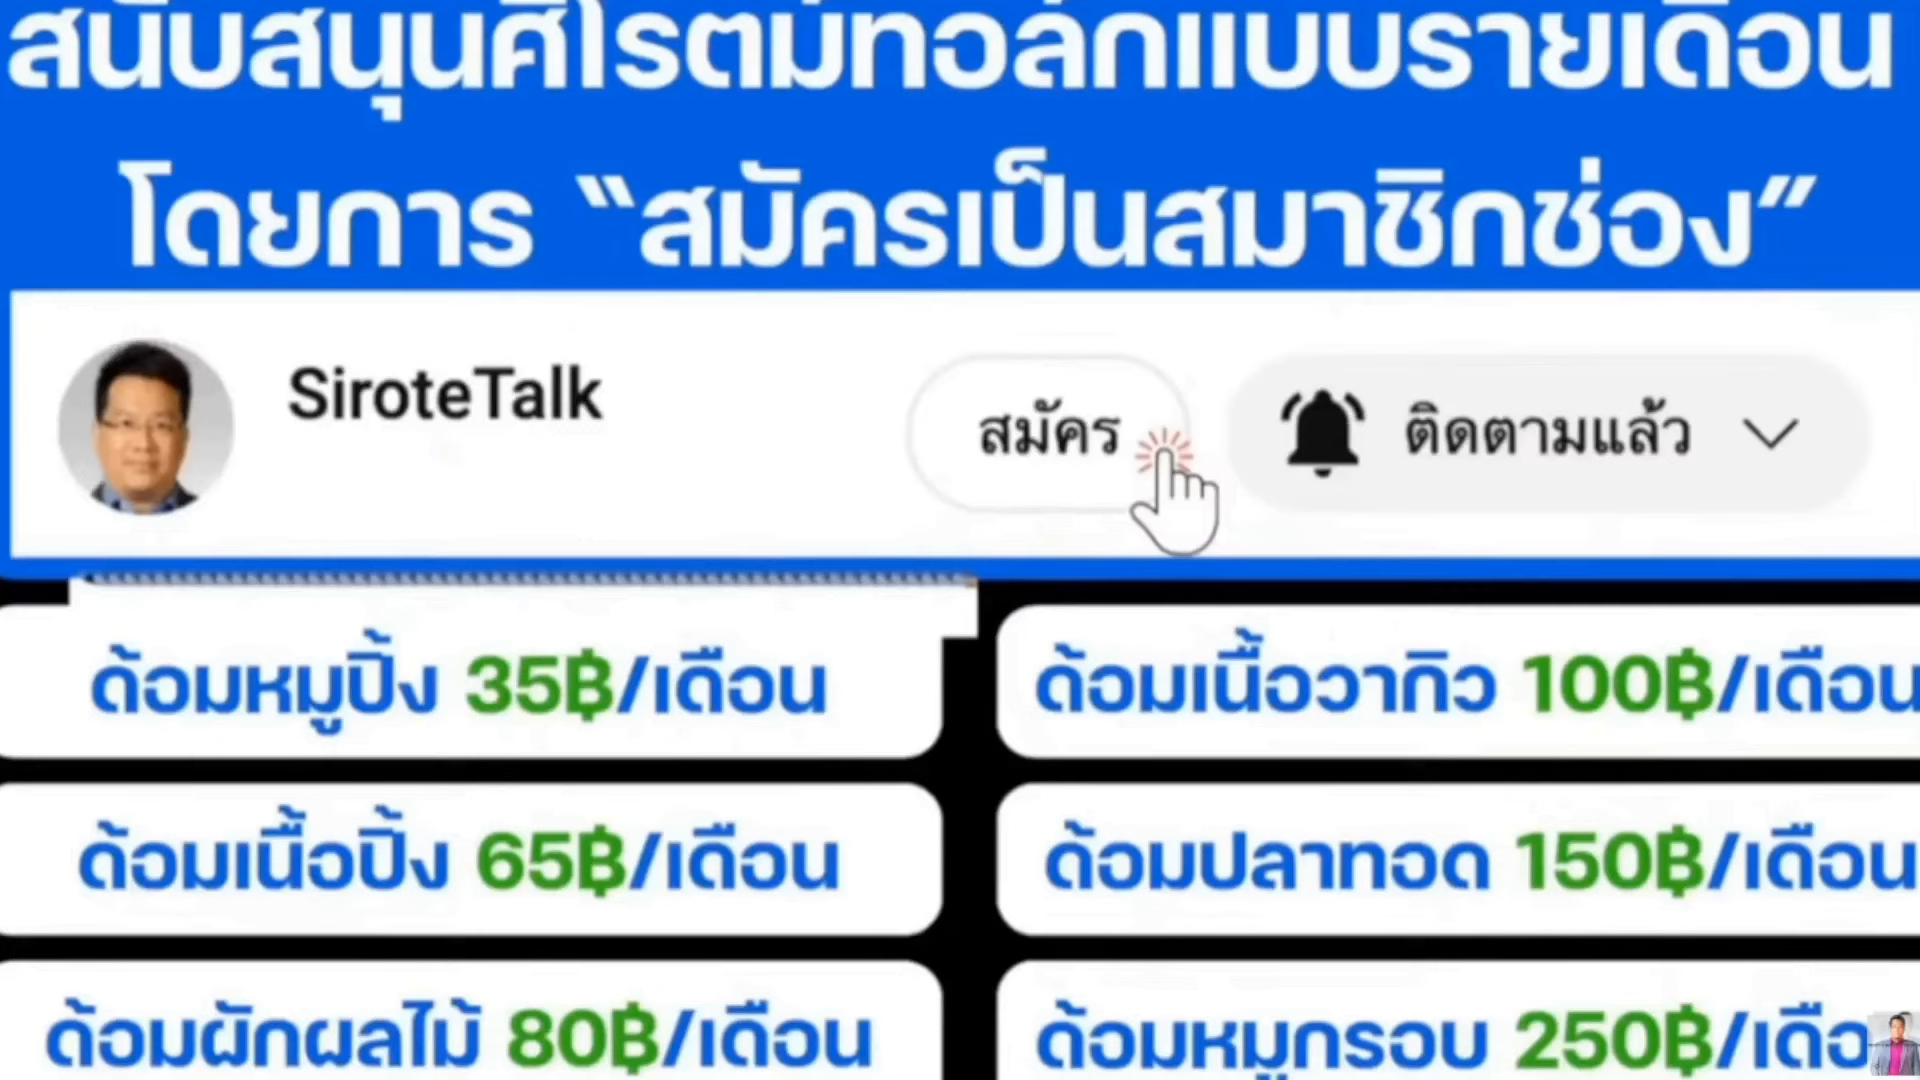 สนับสนุนศิโรตม์ทอล์กแบบรายเดือน
โดยการ “สมัครเป็นสมาชิกช่อง”
SiroteTalk
สมัคร
ติดตามแล้ว
ด้อมหมูปิ้ง 35฿/เดือน
ด้อมเนื้อวากิว 100฿/เดือน
ด้อมเนื้อปิ้ง 65฿/เดือน
ด้อมปลาทอด 150฿/เดือน
ด้อมผักผลไม้ 80฿/เดือน
ด้อมหมูกรอบ 250฿/เดือ